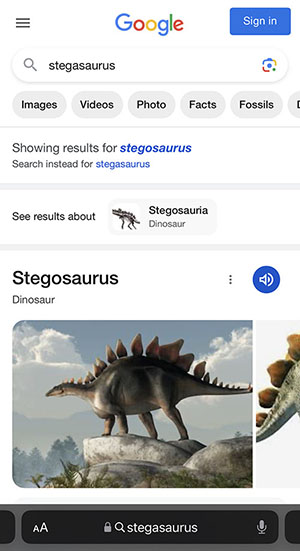 Google
Sign in
stegasaurus
Images Videos Photo Facts Fossils
Showing results for stegosaurus
Search instead for stegasaurus
See results about
Stegosauria
Dinosaur
Stegosaurus
Dinosaur
AA
stegasaurus